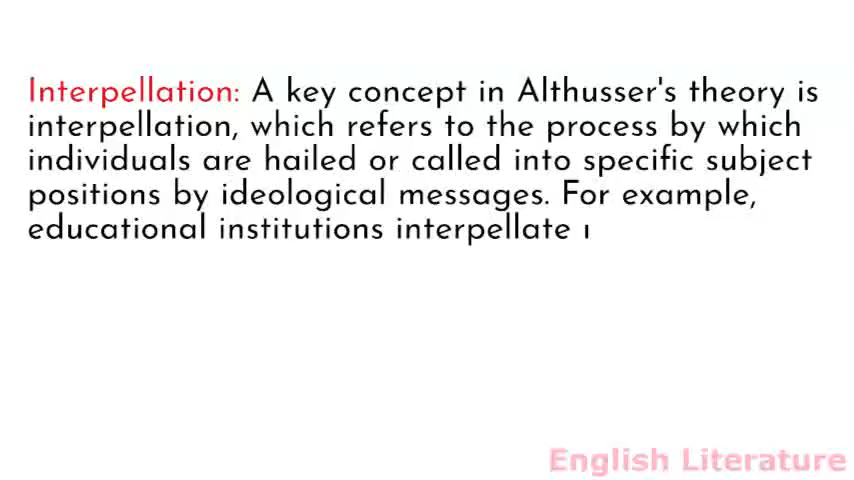 Interpellation: A key concept in Althusser's theory is
interpellation, which refers to the process by which
individuals are hailed or called into specific subject
positions by ideological messages. For example,
educational institutions interpellate
English Literature